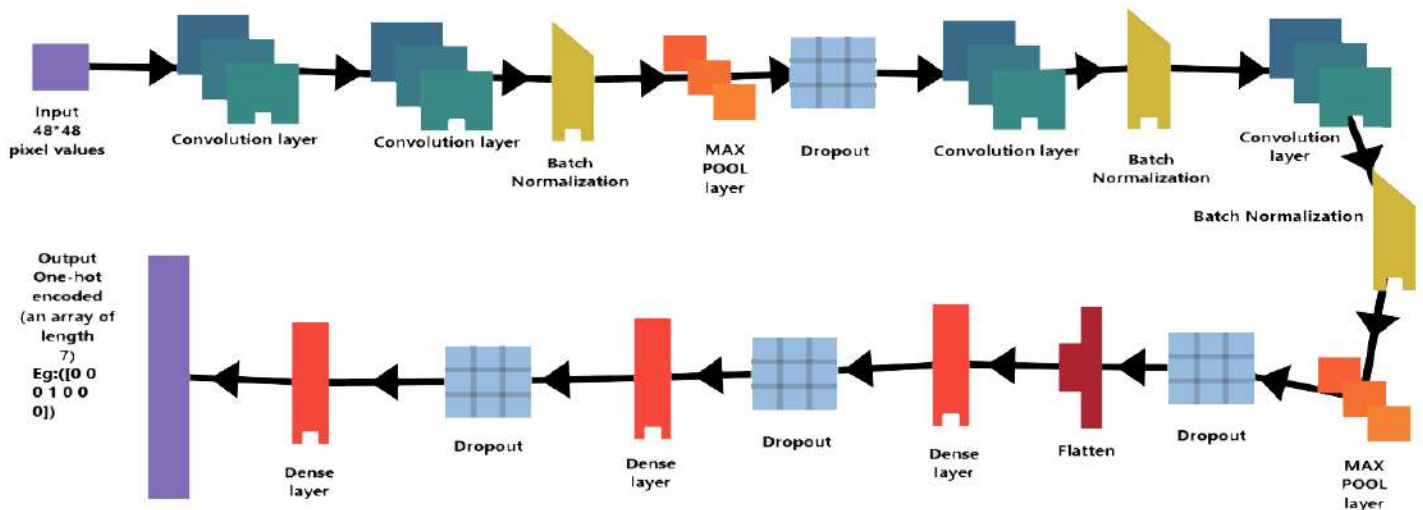 Input
48*48
pixel values
Convolution layer
Convolution layer
Batch
Normalization
MAX
POOL
layer
Dropout
Convolution layer
Batch
Normalization
Convolution
layer
Batch Normalization
MAX
POOL
layer
Dropout
Flatten
Dense
layer
Dropout
Dense
layer
Dropout
Dense
layer
Output
One-hot
encoded
(an array of
length
7)
Eg:([0 0
0 1 0 0
0])